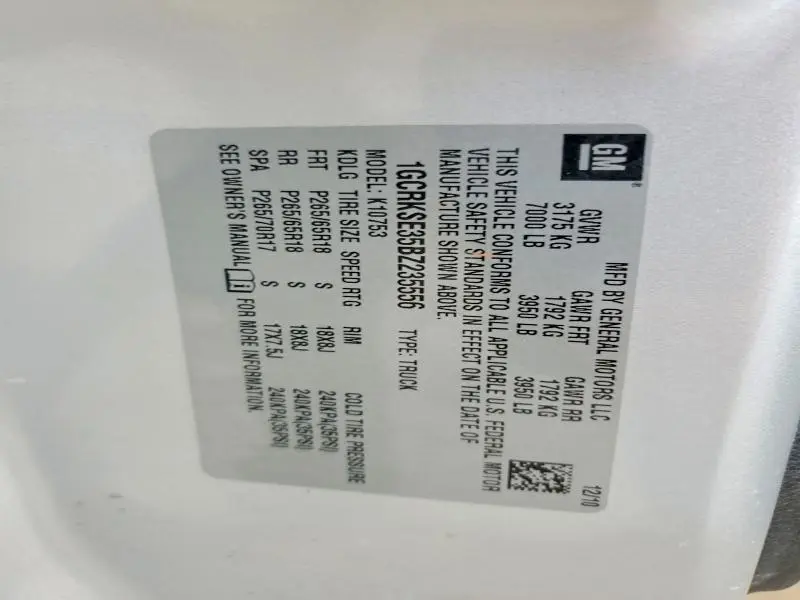 MFD BY GENERAL MOTORS LLC 12/10
GM®
GVWR GAWR FRT GAWR RR
3175 KG 1792 KG 1792 KG
7000 LB 3950 LB 3950 LB
THIS VEHICLE CONFORMS TO ALL APPLICABLE U.S. FEDERAL MOTOR
VEHICLE SAFETY STANDARDS IN EFFECT ON THE DATE OF
MANUFACTURE SHOWN ABOVE.
1GCRKSE35BZ235556 TYPE: TRUCK
MODEL: K10753
KDLG TIRE SIZE SPEED RTG RIM COLD TIRE PRESSURE
FRT P265/65R18 S 18X8J 240KPA(35PSI)
RR P265/65R18 S 18X8J 240KPA(35PSI)
SPA P265/70R17 S 17X7.5J 240KPA(35PSI)
SEE OWNER'S MANUAL FOR MORE INFORMATION.